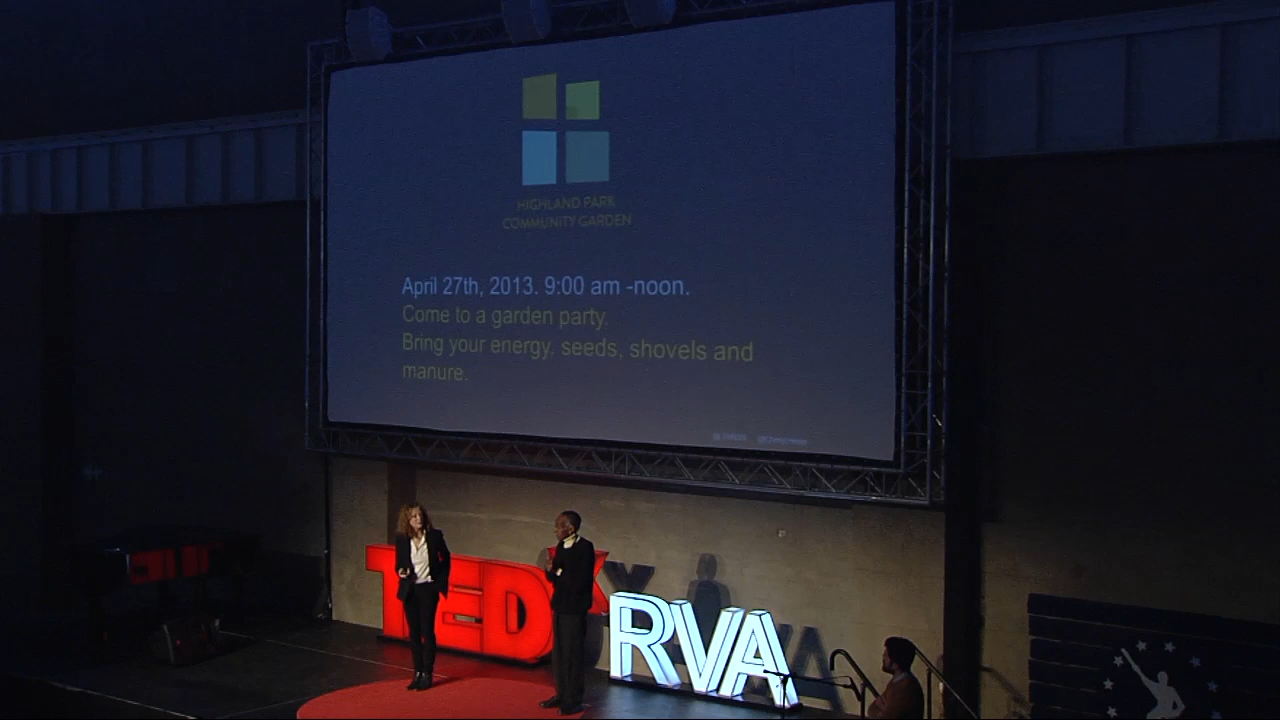 HIGHLAND PARK
COMMUNITY GARDEN
April 27th, 2013. 9:00 am -noon.
Come to a garden party.
Bring your energy, seeds, shovels and
manure.
TEDx
RVA